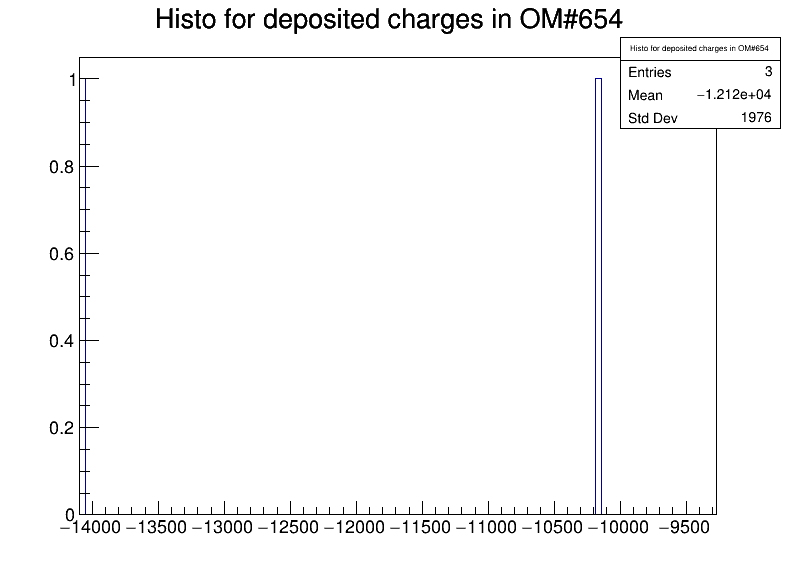 Histo for deposited charges in OM#654
Histo for deposited charges in OM#654
Entries 3
Mean −1.212e+04
Std Dev 1976
1
0.8
0.6
0.4
0.2
0
−14000 −13500 −13000 −12500 −12000 −11500 −11000 −10500 −10000 −9500